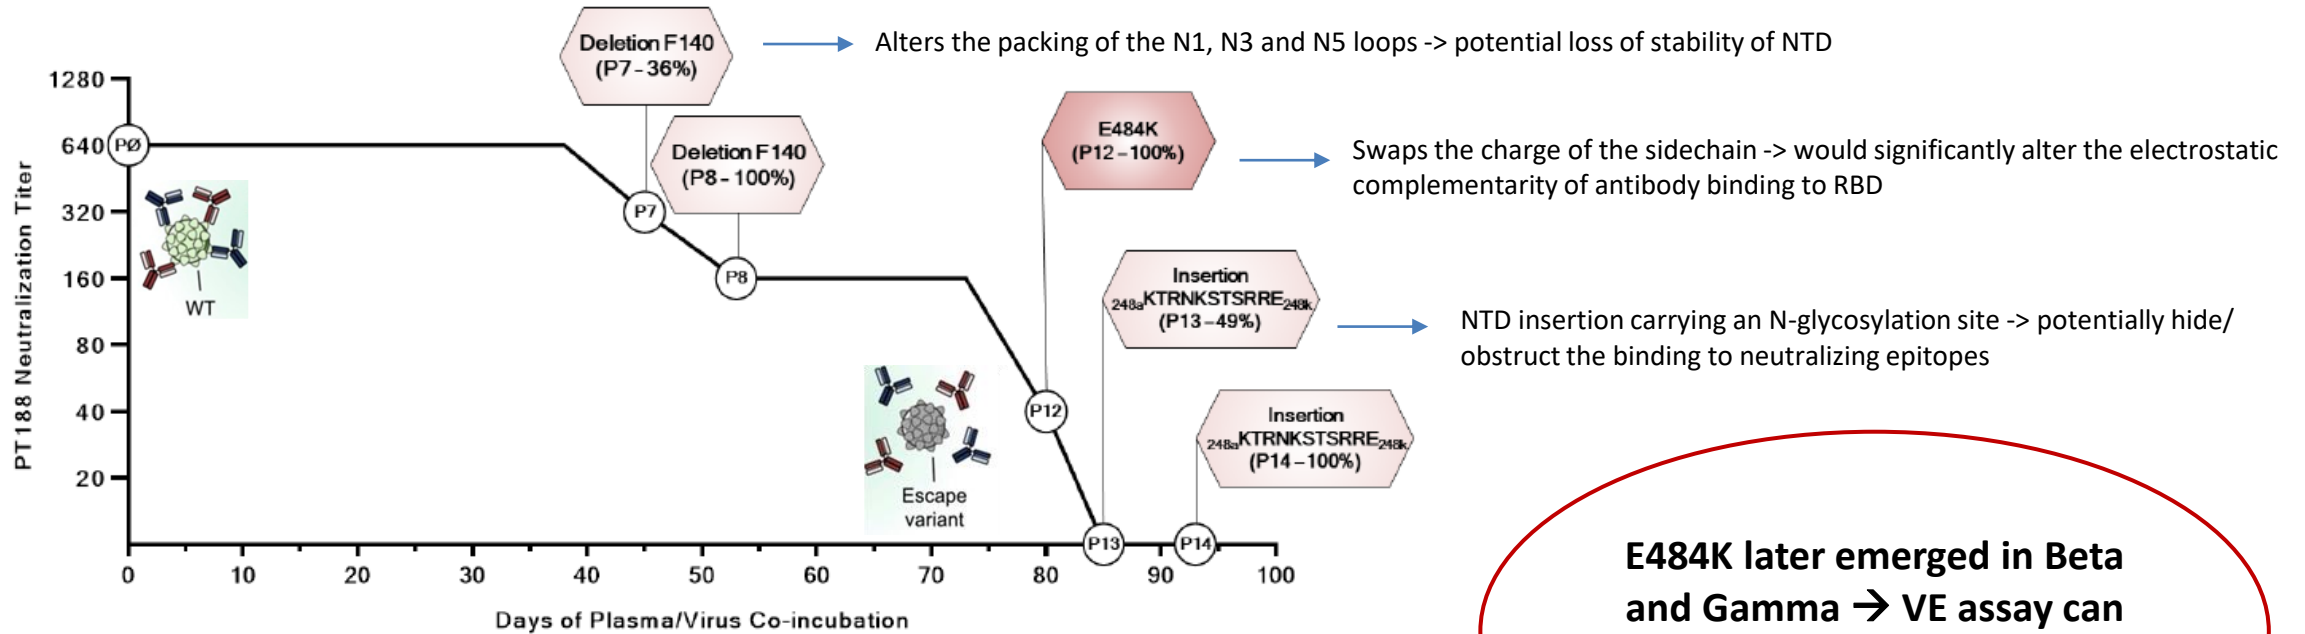 Deletion F140
(P7-36%)
Alters the packing of the N1, N3 and N5 loops -> potential loss of stability of NTD
Deletion F140
(P8-100%)
E484K
(P12-100%)
Swaps the charge of the sidechain -> would significantly alter the electrostatic
complementarity of antibody binding to RBD
Insertion
248aKTRNKSTSRRE248k
(P13-49%)
NTD insertion carrying an N-glycosylation site -> potentially hide/
obstruct the binding to neutralizing epitopes
Insertion
248aKTRNKSTSRRE248k
(P14-100%)
PT188 Neutralization Titer
1280
640
320
160
80
40
20
PØ
P7
P8
P12
P13
P14
WT
Escape
variant
0 10 20 30 40 50 60 70 80 90 100
Days of Plasma/Virus Co-incubation
E484K later emerged in Beta
and Gamma → VE assay can